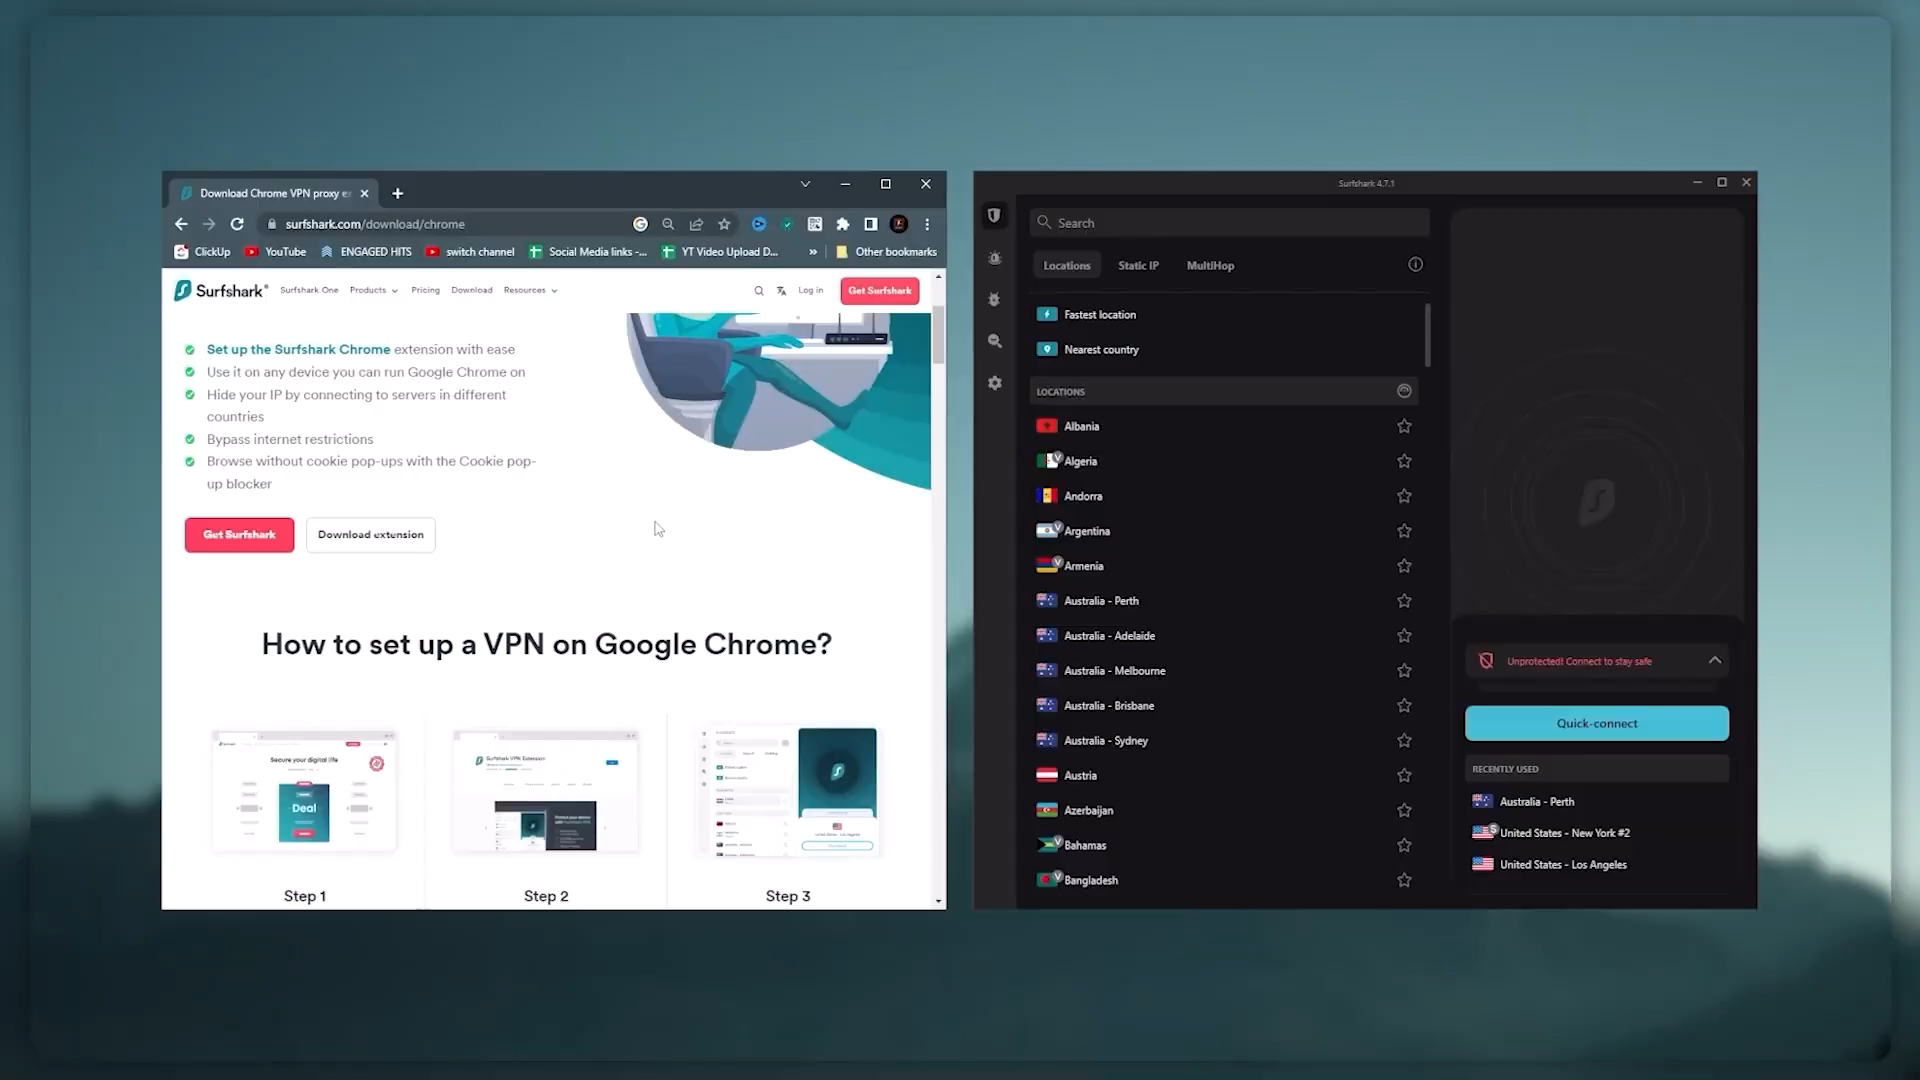 Download Chrome VPN proxy e
surfshark.com/download/chrome
ClickUp
YouTube
ENGAGED HITS
switch channel
Social Media links -...
YT Video Upload D...
»
Other bookmarks
Surfshark®
Surfshark One
Products
Pricing
Download
Resources
Log in
Get Surfshark
Set up the Surfshark Chrome extension with ease
Use it on any device you can run Google Chrome on
Hide your IP by connecting to servers in different
countries
Bypass internet restrictions
Browse without cookie pop-ups with the Cookie pop-
up blocker
Get Surfshark
Download extension
How to set up a VPN on Google Chrome?
Secure your digital life
Deal
Surfshark VPN Extension
Step 1
Step 2
Step 3
Surfshark 4.7.1
Search
Locations
Static IP
MultiHop
Fastest location
Nearest country
LOCATIONS
Albania
Algeria
Andorra
Argentina
Armenia
Australia - Perth
Australia - Adelaide
Australia - Melbourne
Australia - Brisbane
Australia - Sydney
Austria
Azerbaijan
Bahamas
Bangladesh
Unprotected! Connect to stay safe
Quick-connect
RECENTLY USED
Australia - Perth
United States - New York #2
United States - Los Angeles